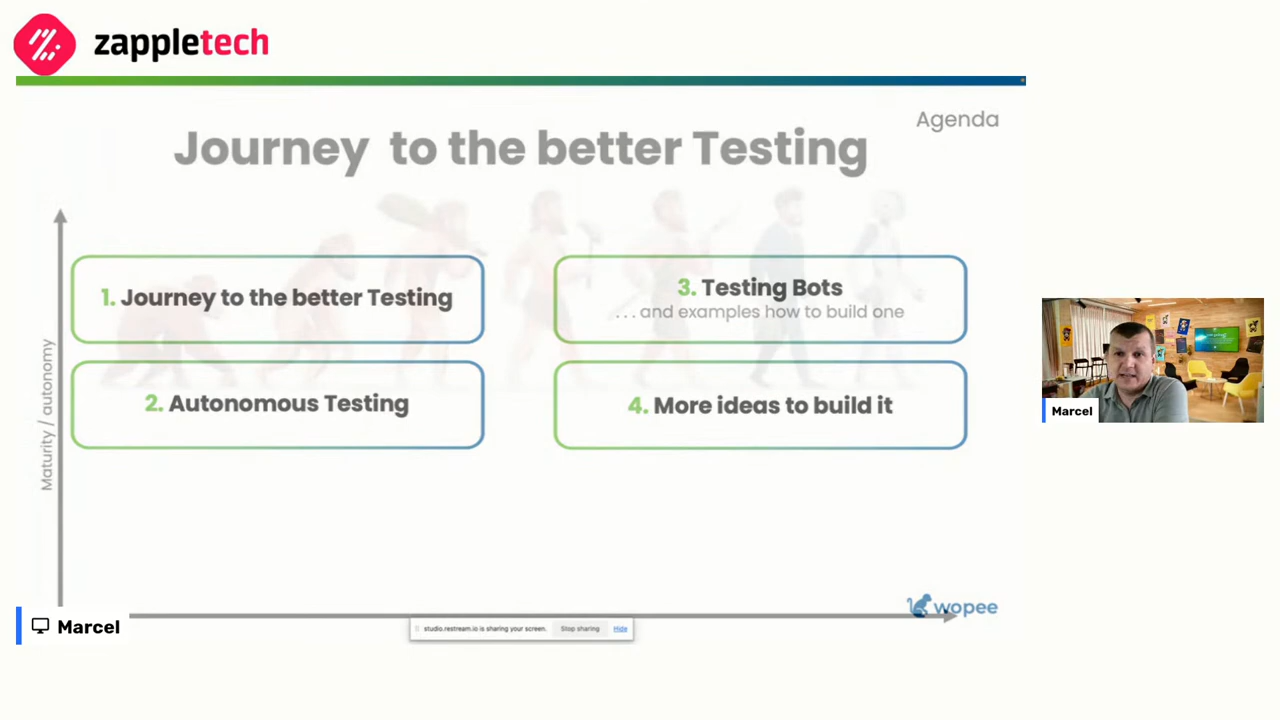 zappletech
Agenda
Journey to the better Testing
Maturity / autonomy
1. Journey to the better Testing
3. Testing Bots
...and examples how to build one
2. Autonomous Testing
4. More ideas to build it
wopee
Marcel
studio.restream.io is sharing your screen. Stop sharing Hide
Marcel